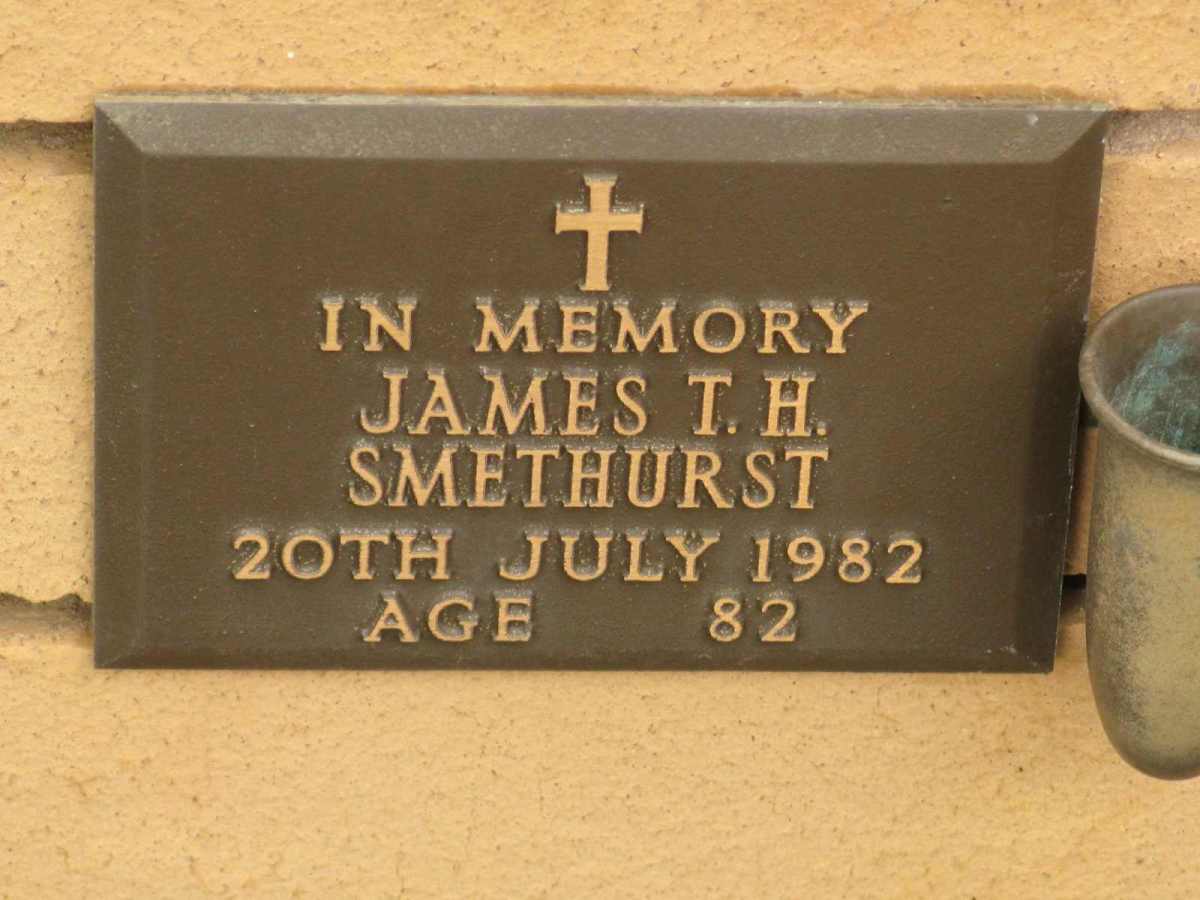 IN MEMORY
JAMES T. H.
SMETHURST
20TH JULY 1982
AGE 82